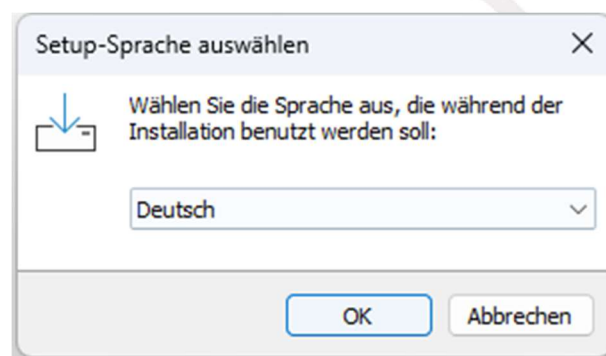 Setup-Sprache auswählen
Wählen Sie die Sprache aus, die während der
Installation benutzt werden soll:
Deutsch
OK
Abbrechen